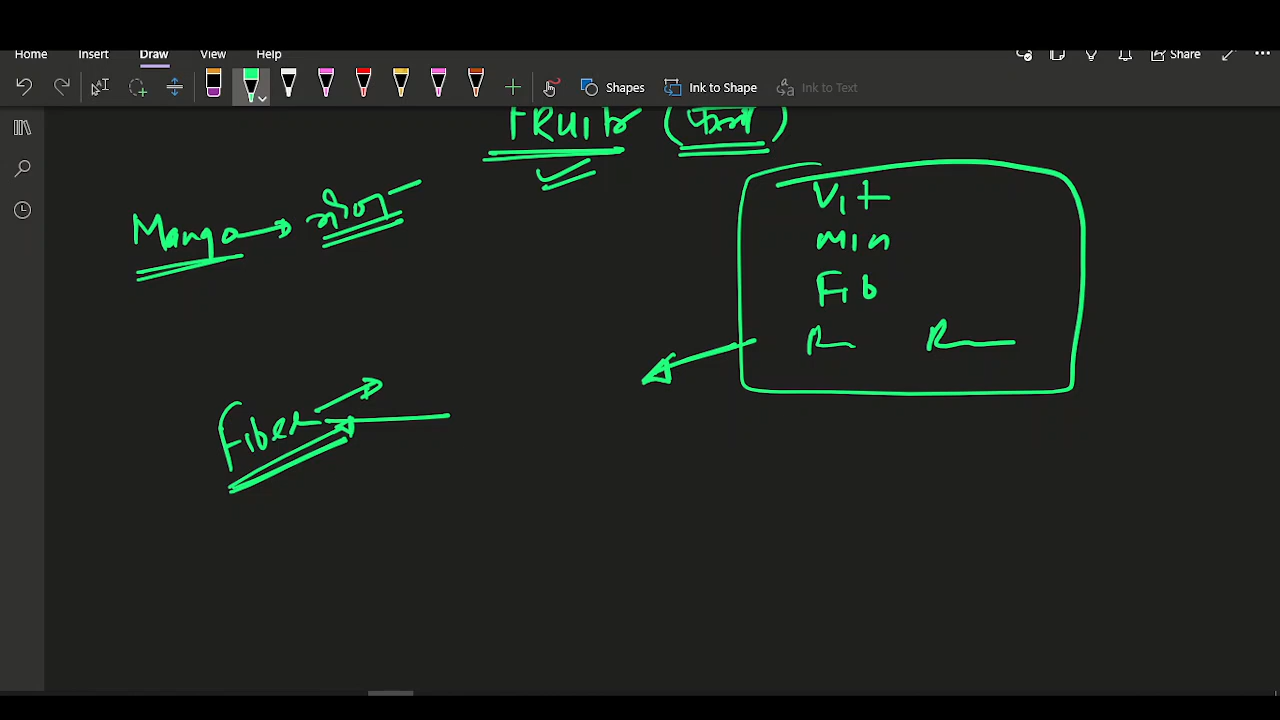 Home Insert Draw View Help Share
Shapes Ink to Shape Ink to Text
FRUITs
Mango
Vit
Min
Fib
Fiber